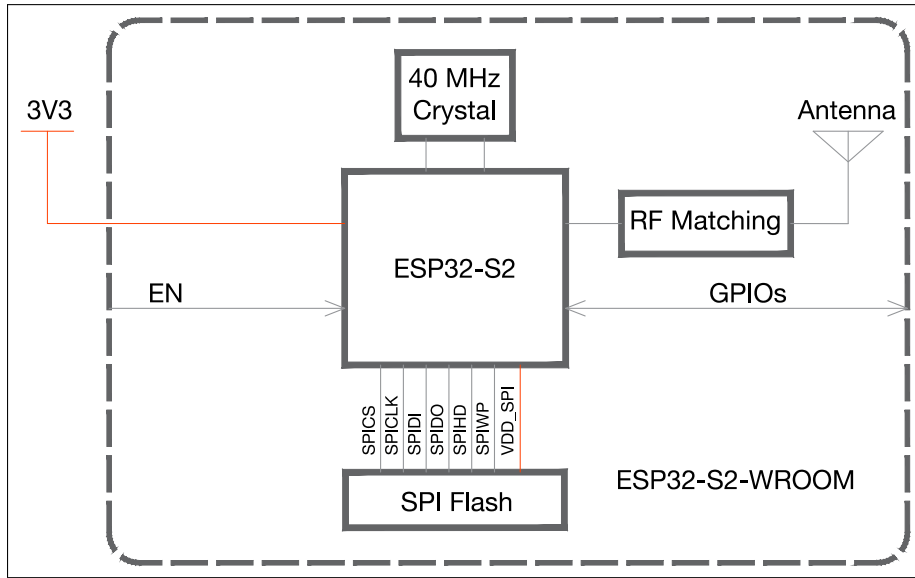 40 MHz
Crystal
3V3
Antenna
RF Matching
ESP32-S2
EN
GPIOs
SPICS
SPICLK
SPIDI
SPIDO
SPIHD
SPIWP
VDD_SPI
SPI Flash
ESP32-S2-WROOM